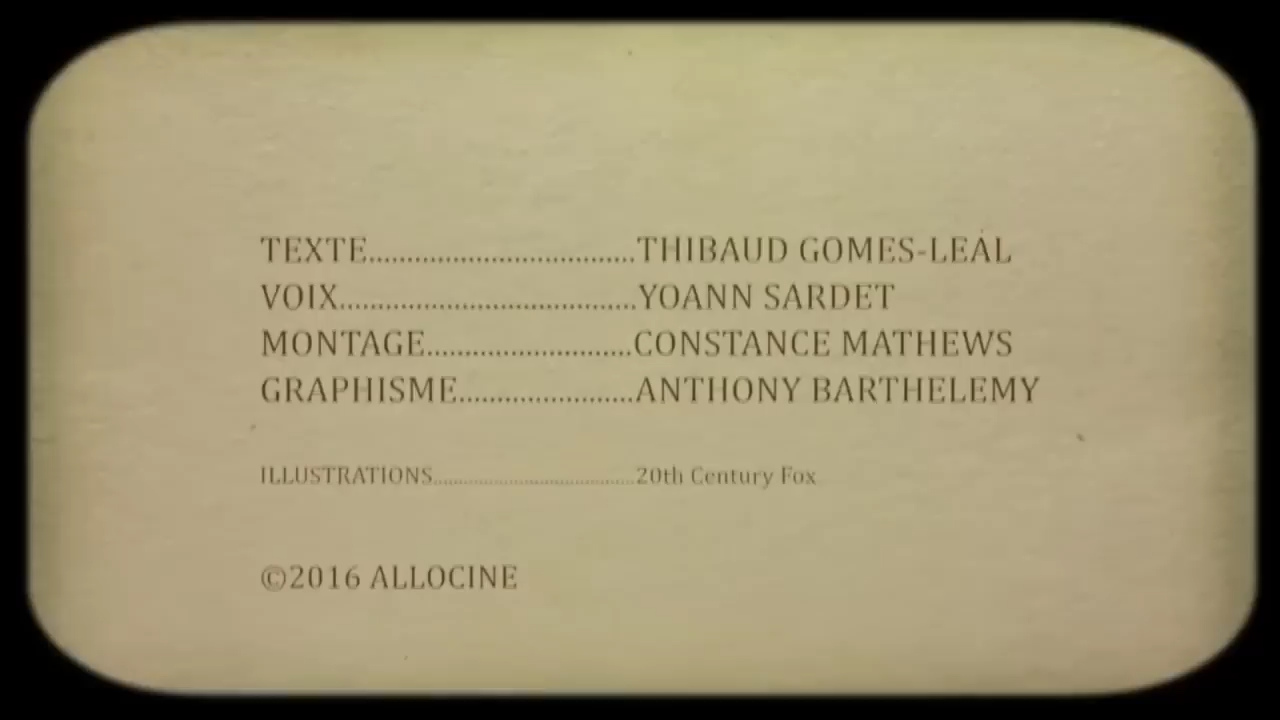 TEXTE..................................THIBAUD GOMES-LEAL
VOIX......................................YOANN SARDET
MONTAGE..........................CONSTANCE MATHEWS
GRAPHISME.......................ANTHONY BARTHELEMY
ILLUSTRATIONS........................................20th Century Fox
©2016 ALLOCINE